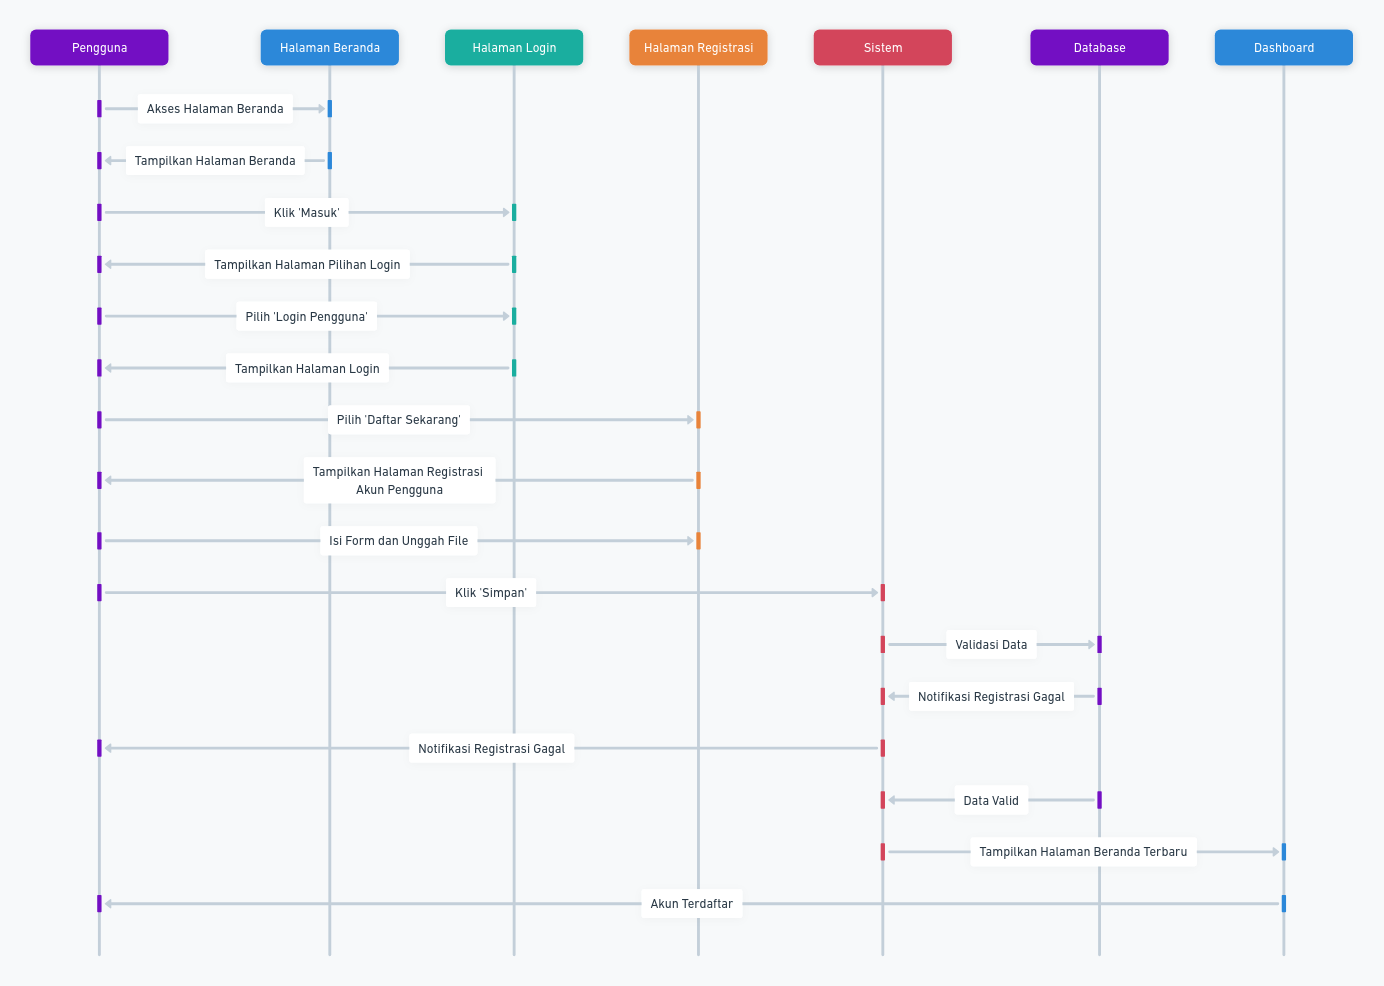 Pengguna
Halaman Beranda
Halaman Login
Halaman Registrasi
Sistem
Database
Dashboard
Akses Halaman Beranda
Tampilkan Halaman Beranda
Klik 'Masuk'
Tampilkan Halaman Pilihan Login
Pilih 'Login Pengguna'
Tampilkan Halaman Login
Pilih 'Daftar Sekarang'
Tampilkan Halaman Registrasi
Akun Pengguna
Isi Form dan Unggah File
Klik 'Simpan'
Validasi Data
Notifikasi Registrasi Gagal
Notifikasi Registrasi Gagal
Data Valid
Tampilkan Halaman Beranda Terbaru
Akun Terdaftar